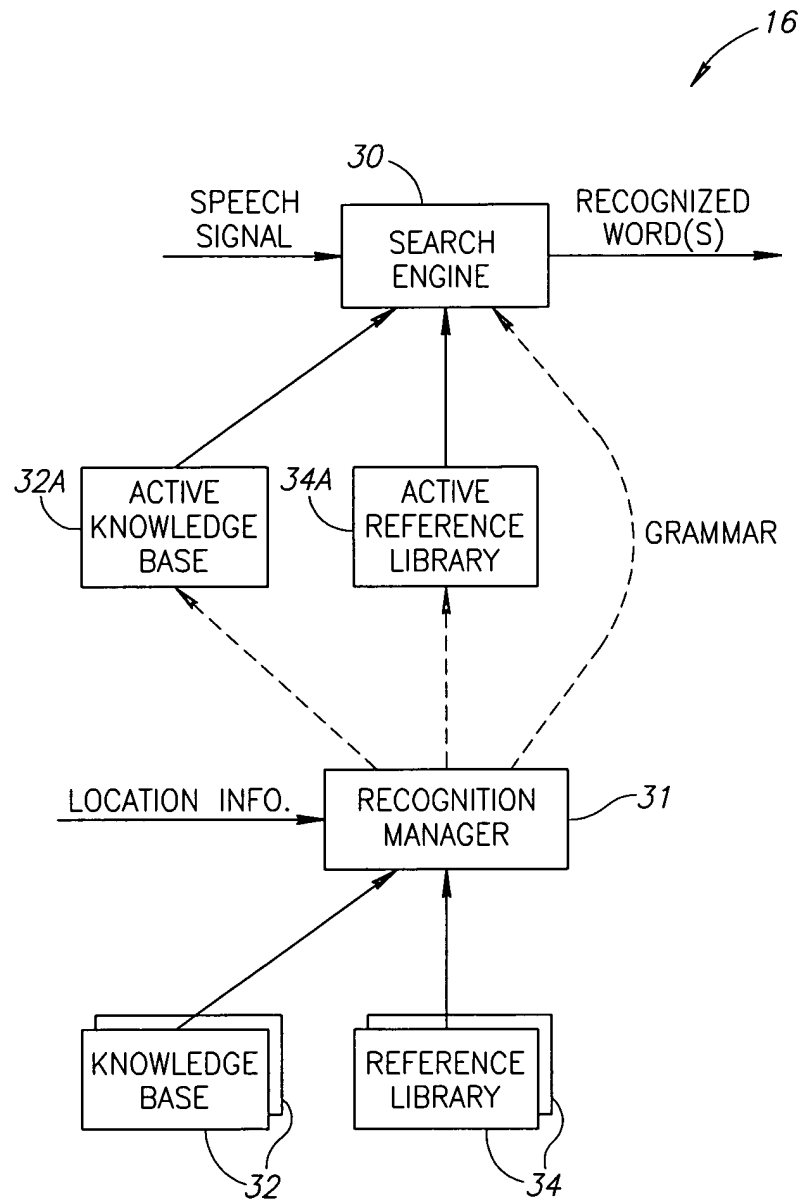 16
30
SPEECH
SIGNAL
SEARCH
ENGINE
RECOGNIZED
WORD(S)
32A
ACTIVE
KNOWLEDGE
BASE
34A
ACTIVE
REFERENCE
LIBRARY
GRAMMAR
LOCATION INFO.
RECOGNITION
MANAGER
31
KNOWLEDGE
BASE
REFERENCE
LIBRARY
32
34